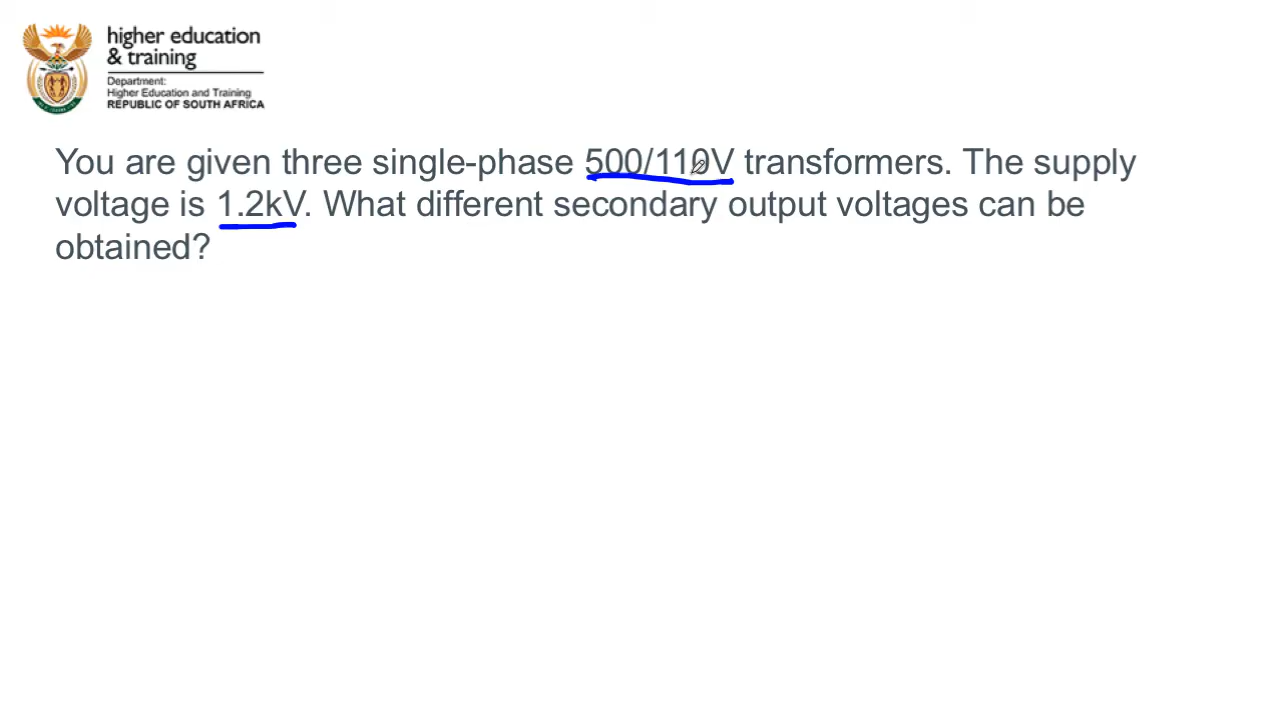 higher education
& training
Department:
Higher Education and Training
REPUBLIC OF SOUTH AFRICA
You are given three single-phase 500/110V transformers. The supply
voltage is 1.2kV. What different secondary output voltages can be
obtained?